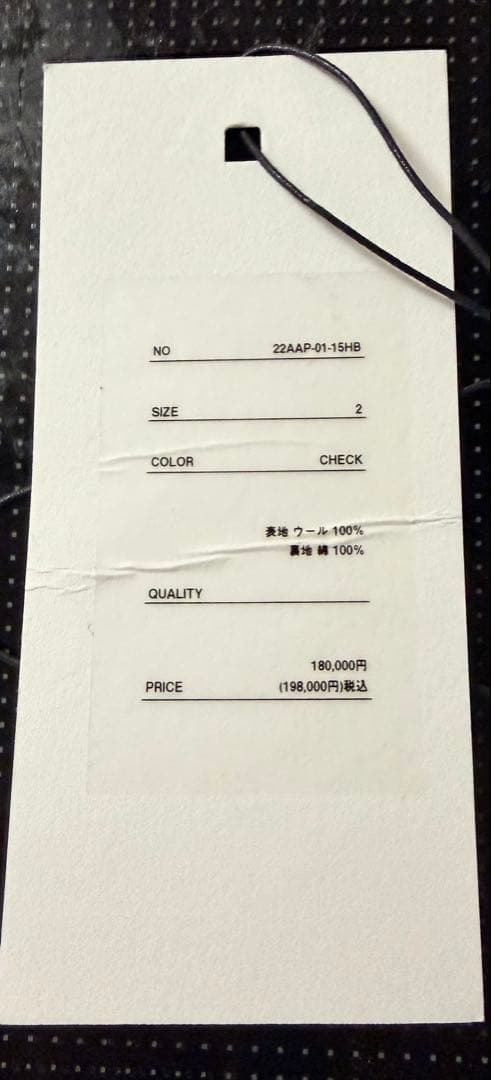 NO 22AAP-01-15HB
SIZE 2
COLOR CHECK
表地 ウール 100%
裏地 綿 100%
QUALITY
180,000円
PRICE (198,000円)税込